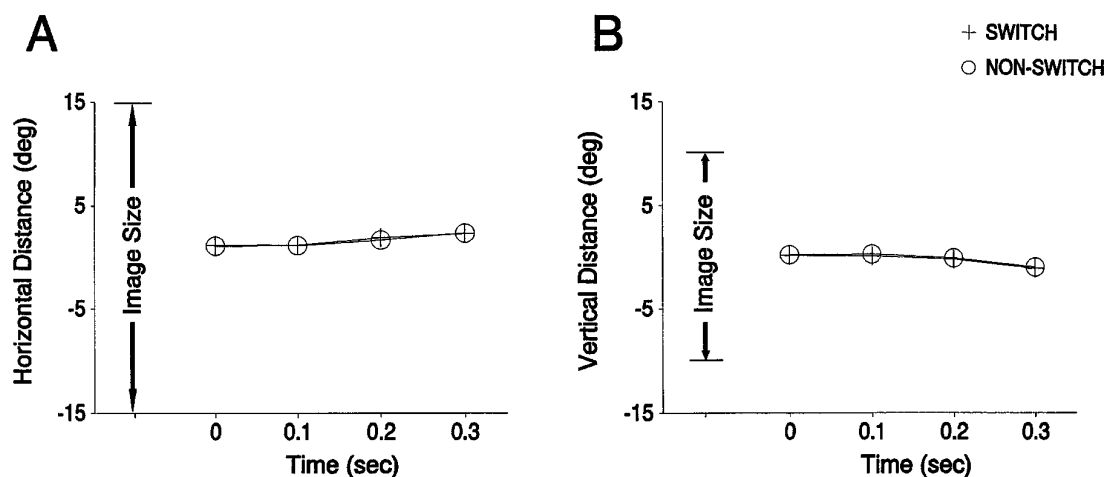 A
Horizontal Distance (deg)
15
5
-5
-15
Image Size
0 0.1 0.2 0.3
Time (sec)
B
SWITCH
NON-SWITCH
Vertical Distance (deg)
15
5
-5
-15
Image Size
0 0.1 0.2 0.3
Time (sec)